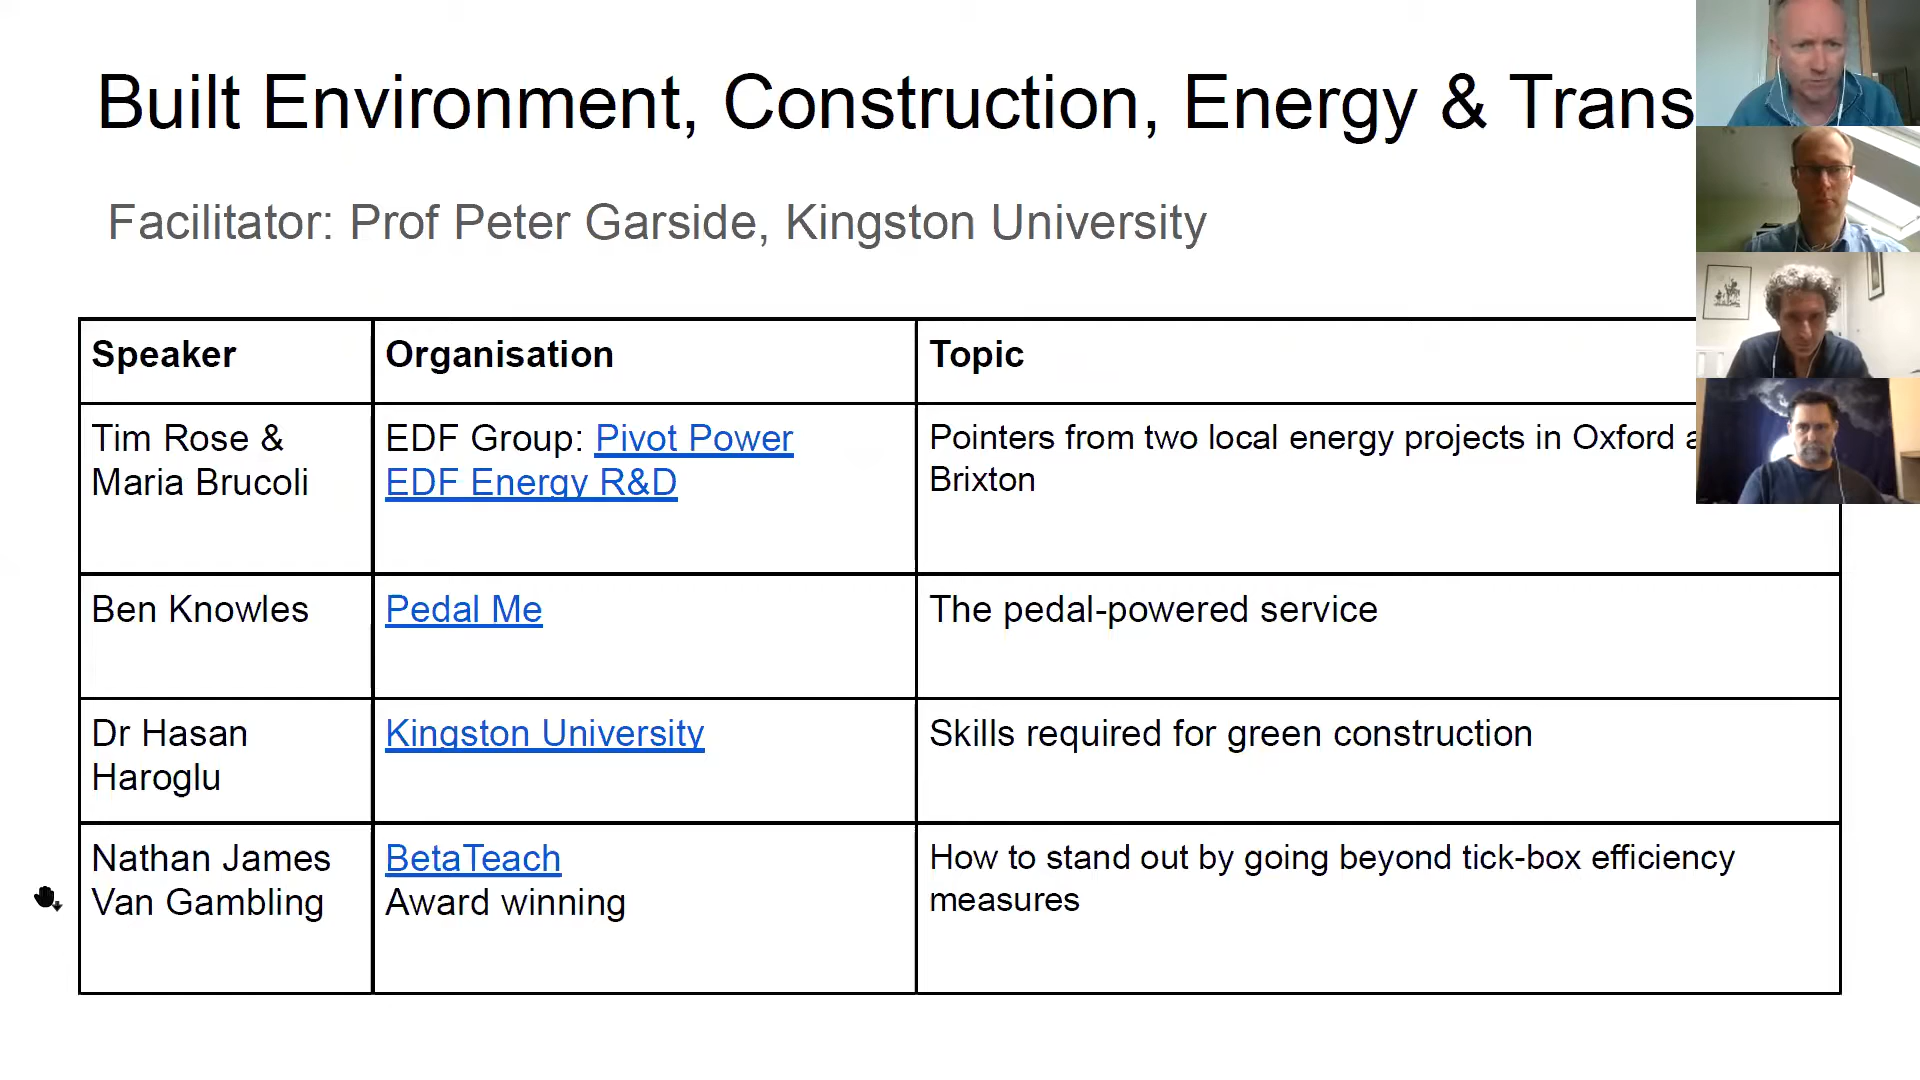 Built Environment, Construction, Energy & Trans
Facilitator: Prof Peter Garside, Kingston University
Speaker
Organisation
Topic
Tim Rose &
Maria Brucoli
EDF Group: Pivot Power
EDF Energy R&D
Pointers from two local energy projects in Oxford
Brixton
Ben Knowles
Pedal Me
The pedal-powered service
Dr Hasan
Haroglu
Kingston University
Skills required for green construction
Nathan James
Van Gambling
BetaTeach
Award winning
How to stand out by going beyond tick-box efficiency
measures